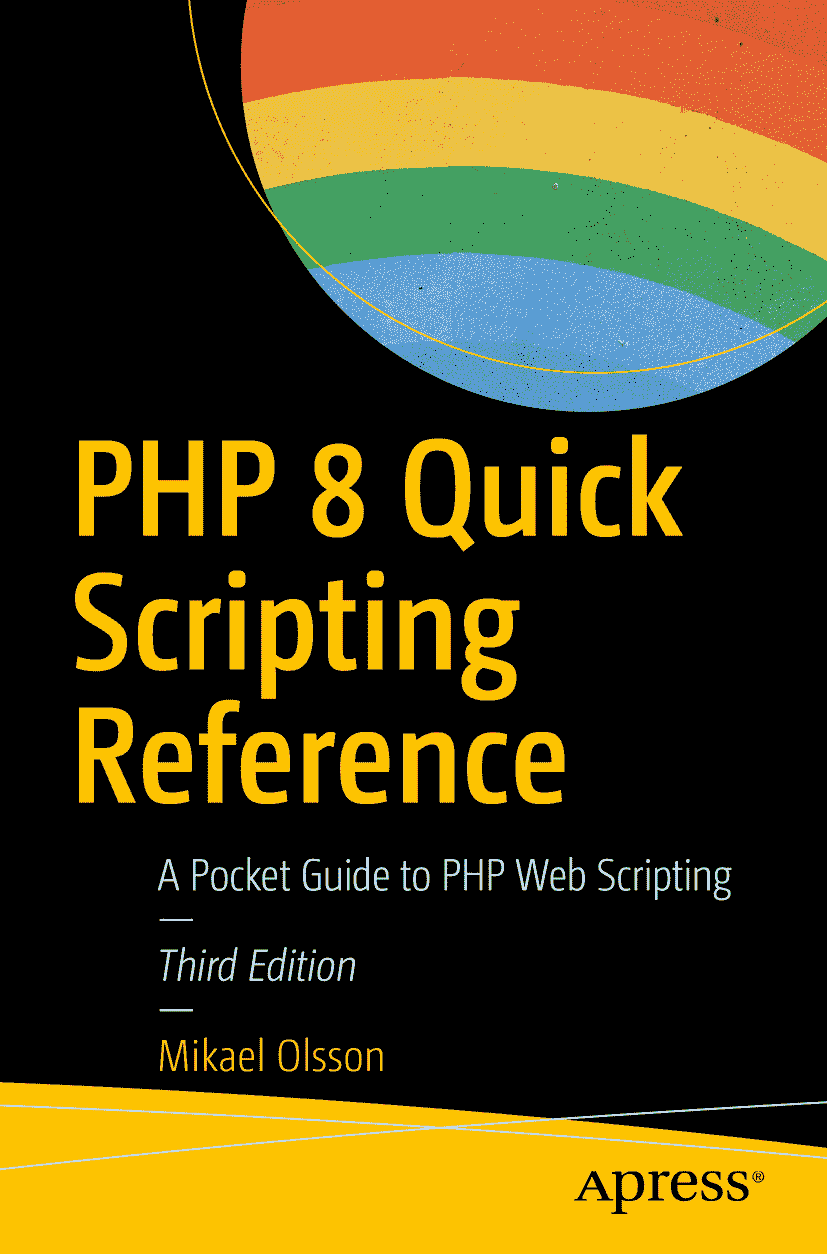 PHP 8 Quick
Scripting
Reference
A Pocket Guide to PHP Web Scripting
—
Third Edition
—
Mikael Olsson
Apress®